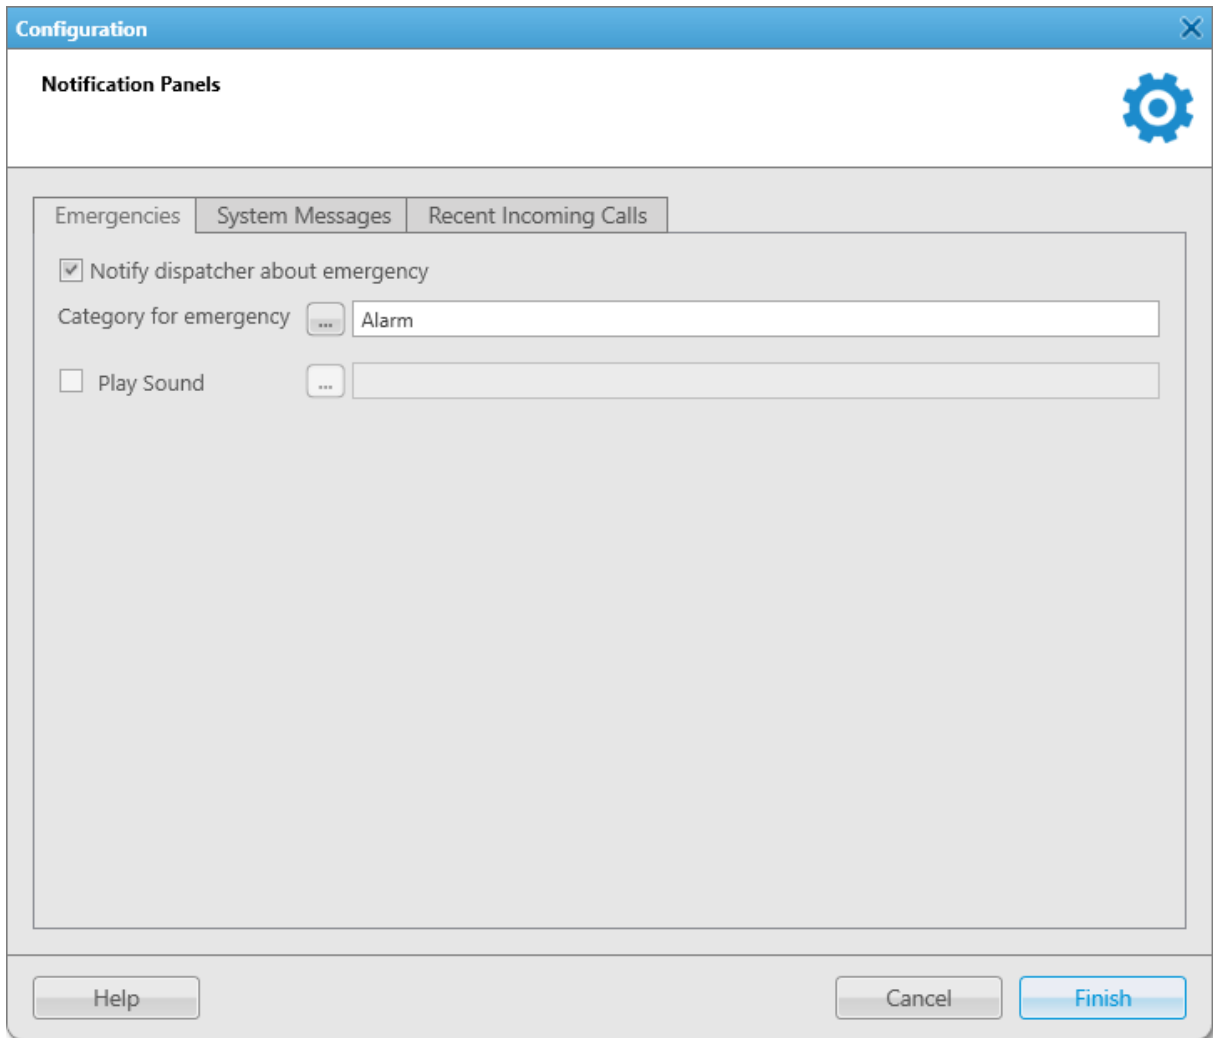 Configuration
Notification Panels
Emergencies System Messages Recent Incoming Calls
Notify dispatcher about emergency
Category for emergency ... Alarm
Play Sound ...
Help Cancel Finish